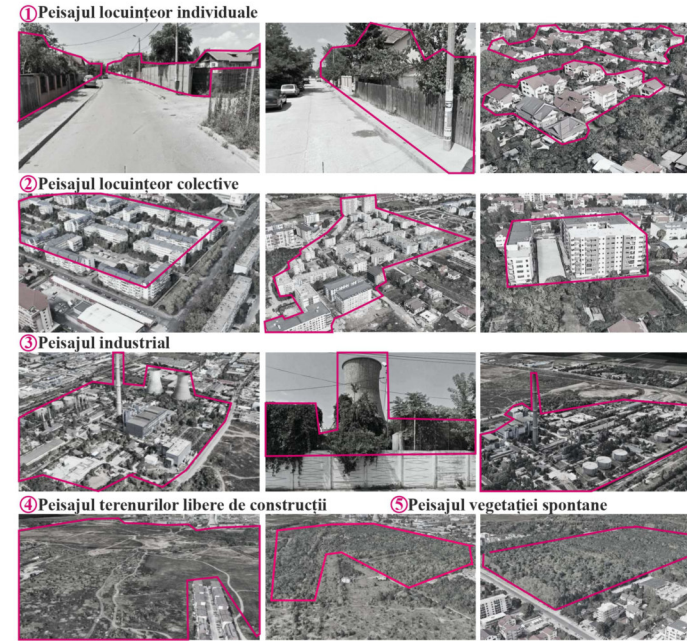 ①Peisajul locuințeor individuale
②Peisajul locuințeor colective
③Peisajul industrial
④Peisajul terenurilor libere de construcții
⑤Peisajul vegetației spontane